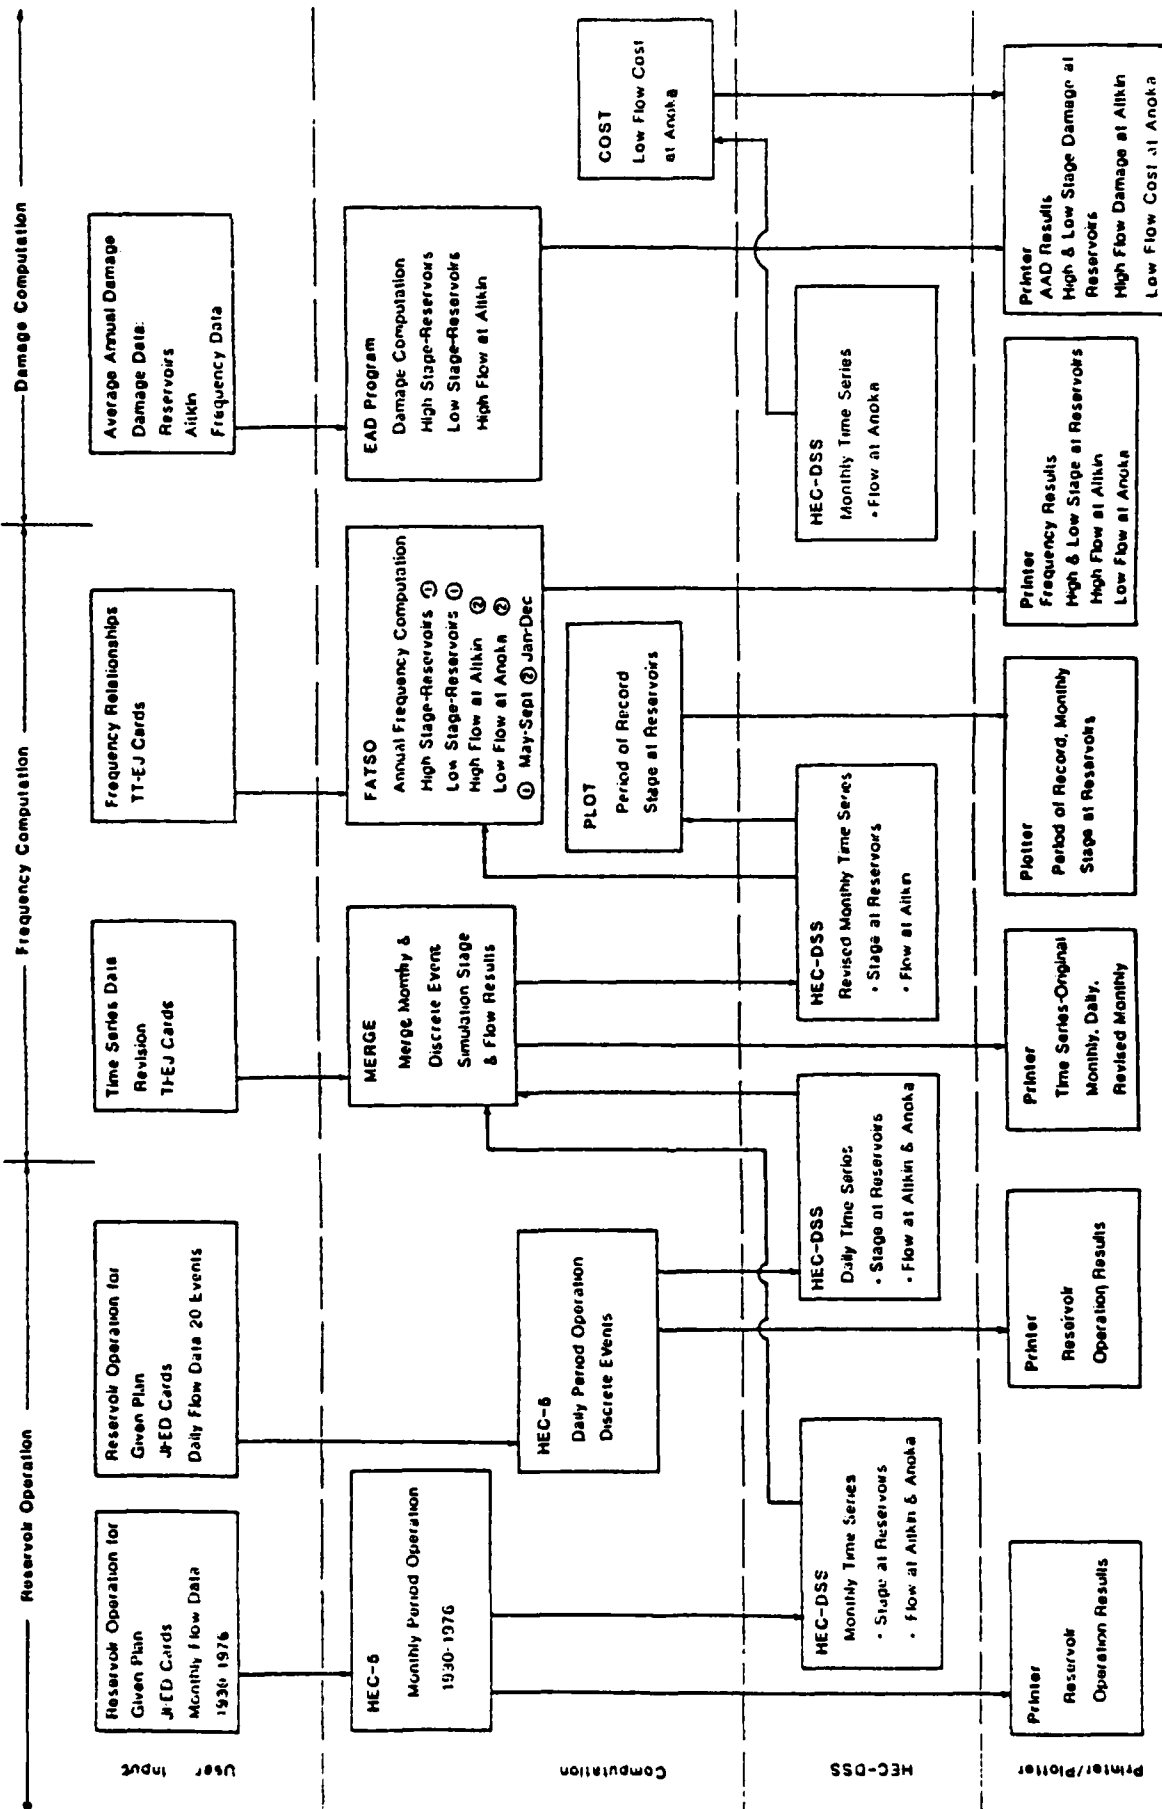 Reservoir Operation
Frequency Computation
Damage Computation
User Input
Reservoir Operation for
Given Plan
J1-ED Cards
Monthly Flow Data
1930-1976
Reservoir Operation for
Given Plan
J1-ED Cards
Daily Flow Data 20 Events
Time Series Data
Revision
TI-EJ Cards
Frequency Relationships
TT-EJ Cards
Average Annual Damage
Damage Data:
Reservoirs
Aitkin
Frequency Data
Computation
HEC-5
Monthly Period Operation
1930-1976
HEC-5
Daily Period Operation
Discrete Events
MERGE
Merge Monthly &
Discrete Event
Simulation Stage
& Flow Results
FATSO
Annual Frequency Computation
High Stage-Reservoirs ①
Low Stage-Reservoirs ①
High Flow at Aitkin ②
Low Flow at Anoka ②
① May-Sept ② Jan-Dec
PLOT
Period of Record
Stage at Reservoirs
EAD Program
Damage Computation
High Stage-Reservoirs
Low Stage-Reservoirs
High Flow at Aitkin
COST
Low Flow Cost
at Anoka
HEC-DSS
HEC-DSS
Monthly Time Series
• Stage at Reservoirs
• Flow at Aitkin & Anoka
HEC-DSS
Daily Time Series
• Stage at Reservoirs
• Flow at Aitkin & Anoka
HEC-DSS
Revised Monthly Time Series
• Stage at Reservoirs
• Flow at Aitkin
HEC-DSS
Monthly Time Series
• Flow at Anoka
Printer/Plotter
Printer
Reservoir
Operation Results
Printer
Reservoir
Operation Results
Printer
Time Series-Original
Monthly, Daily,
Revised Monthly
Plotter
Period of Record, Monthly
Stage at Reservoirs
Printer
Frequency Results
High & Low Stage at Reservoirs
High Flow at Aitkin
Low Flow at Anoka
Printer
AAD Results
High & Low Stage Damage at
Reservoirs
High Flow Damage at Aitkin
Low Flow Cost at Anoka